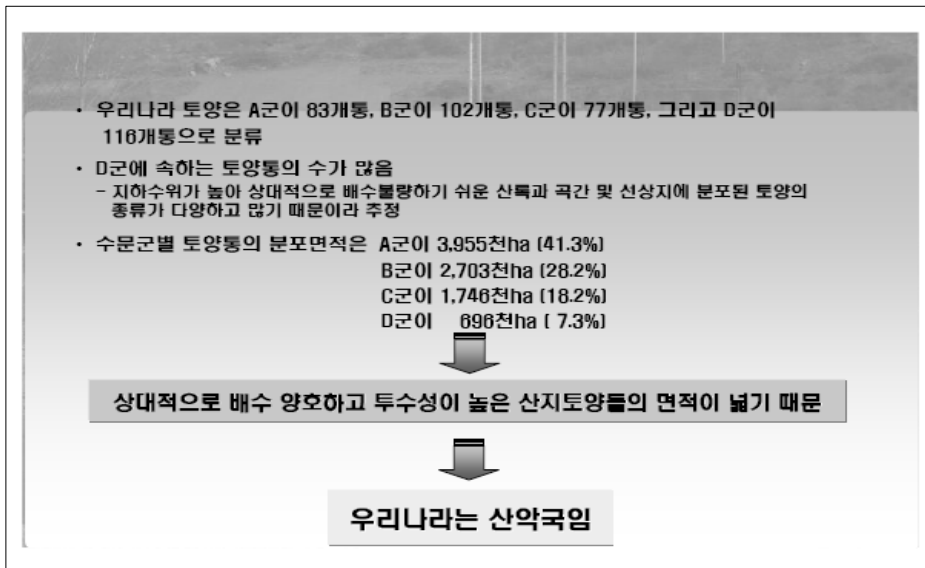 • 우리나라 토양은 A군이 83개통, B군이 102개통, C군이 77개통, 그리고 D군이
116개통으로 분류
• D군에 속하는 토양통의 수가 많음
- 지하수위가 높아 상대적으로 배수불량하기 쉬운 산록과 곡간 및 선상지에 분포된 토양의
종류가 다양하고 많기 때문이라 추정
• 수문군별 토양통의 분포면적은 A군이 3,955천ha (41.3%)
B군이 2,703천ha (28.2%)
C군이 1,746천ha (18.2%)
D군이 696천ha ( 7.3%)
상대적으로 배수 양호하고 투수성이 높은 산지토양들의 면적이 넓기 때문
우리나라는 산악국임